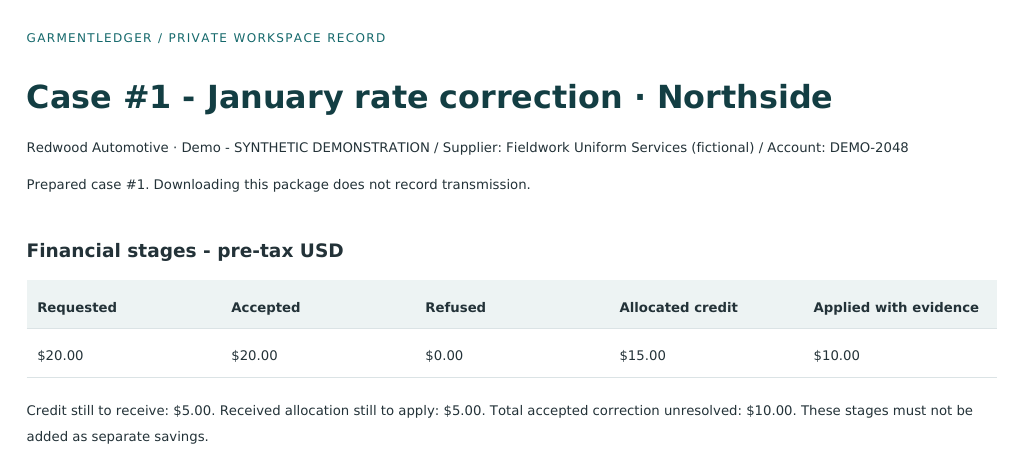 GARMENTLEDGER / PRIVATE WORKSPACE RECORD
Case #1 - January rate correction · Northside
Redwood Automotive · Demo - SYNTHETIC DEMONSTRATION / Supplier: Fieldwork Uniform Services (fictional) / Account: DEMO-2048
Prepared case #1. Downloading this package does not record transmission.
Financial stages - pre-tax USD
Requested Accepted Refused Allocated credit Applied with evidence
$20.00 $20.00 $0.00 $15.00 $10.00
Credit still to receive: $5.00. Received allocation still to apply: $5.00. Total accepted correction unresolved: $10.00. These stages must not be
added as separate savings.